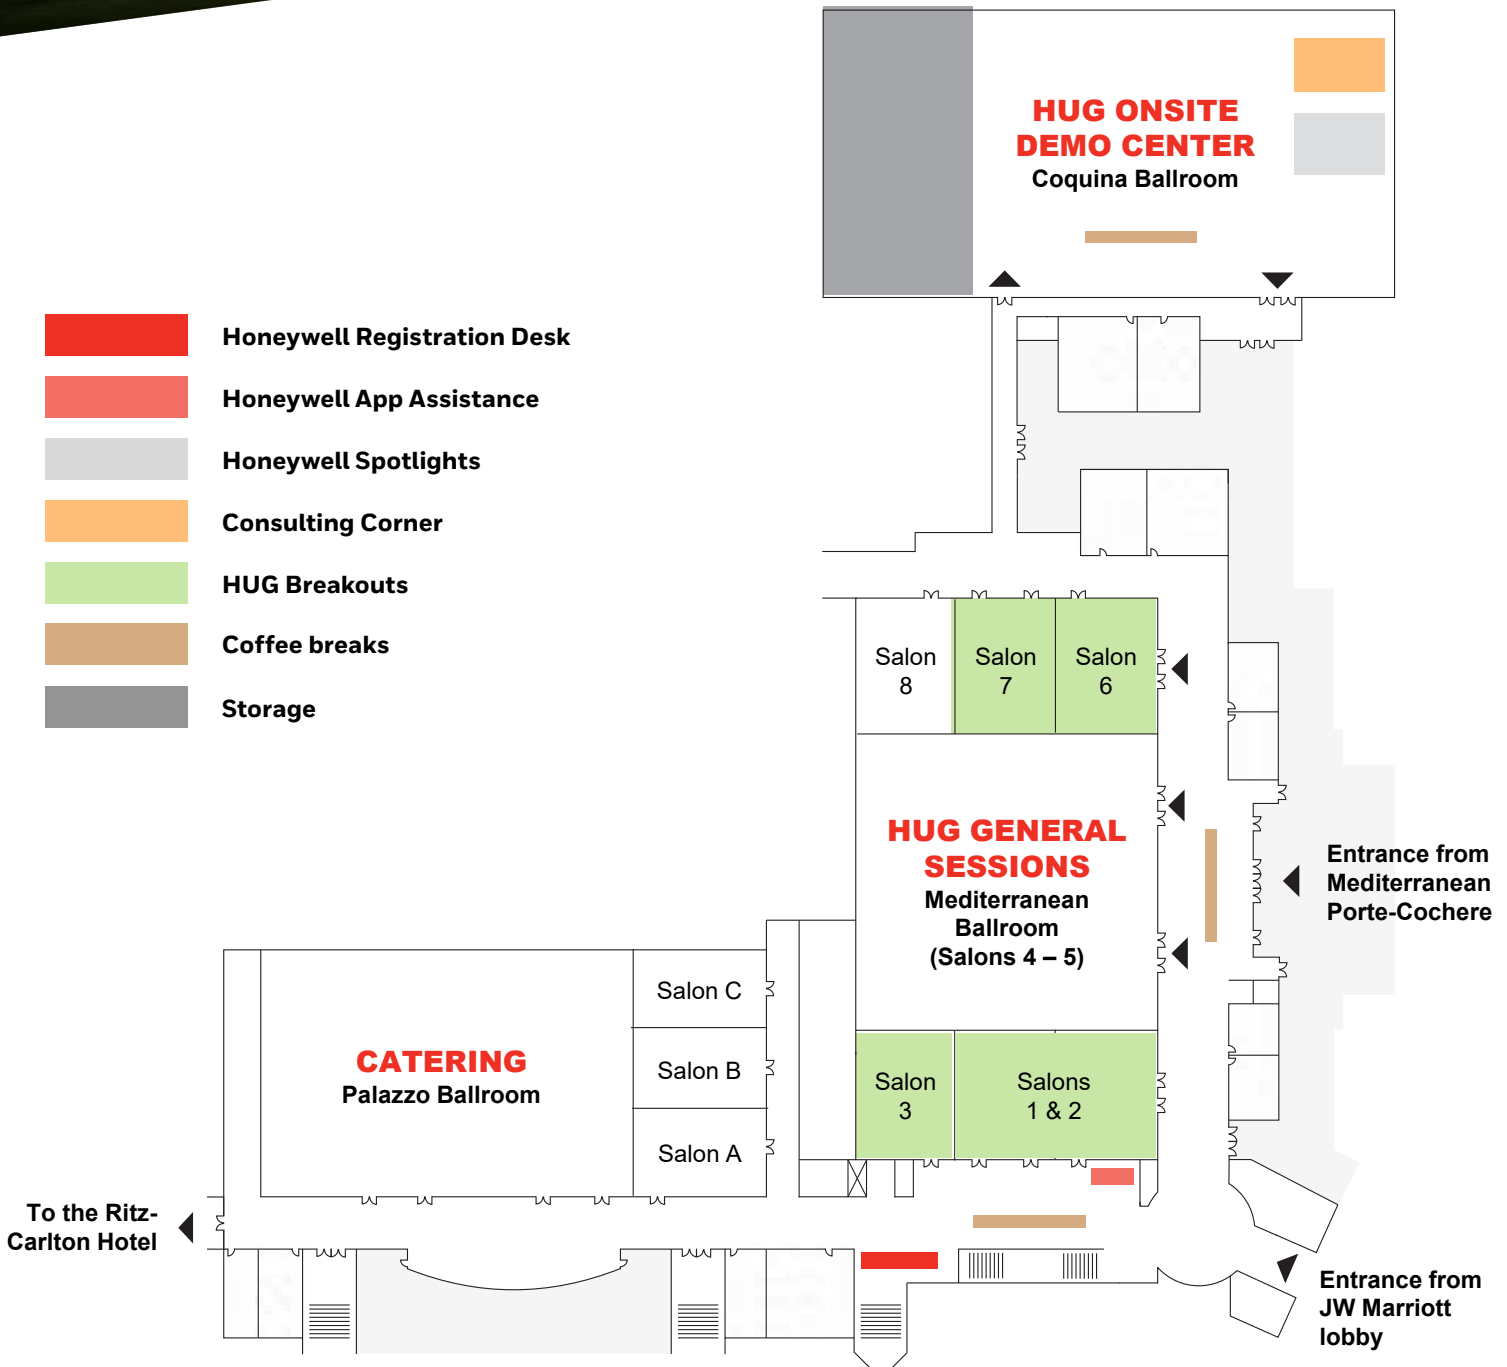 HUG ONSITE
DEMO CENTER
Coquina Ballroom
Honeywell Registration Desk
Honeywell App Assistance
Honeywell Spotlights
Consulting Corner
HUG Breakouts
Coffee breaks
Storage
Salon
8
Salon
7
Salon
6
HUG GENERAL
SESSIONS
Mediterranean
Ballroom
(Salons 4 – 5)
Entrance from
Mediterranean
Porte-Cochere
Salon C
Salon B
Salon A
CATERING
Palazzo Ballroom
Salon
3
Salons
1 & 2
To the Ritz-
Carlton Hotel
Entrance from
JW Marriott
lobby